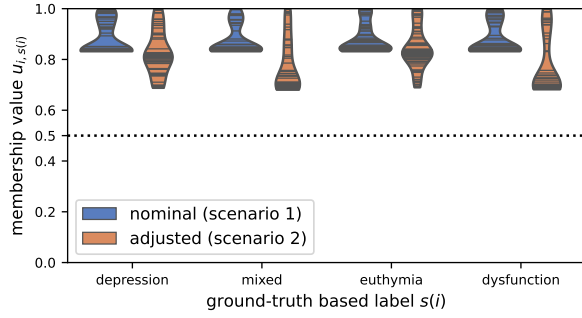 membership value u_{i, s(i)}
1.0
0.8
0.6
0.5
0.4
0.2
0.0
nominal (scenario 1)
adjusted (scenario 2)
depression mixed euthymia dysfunction
ground-truth based label s(i)